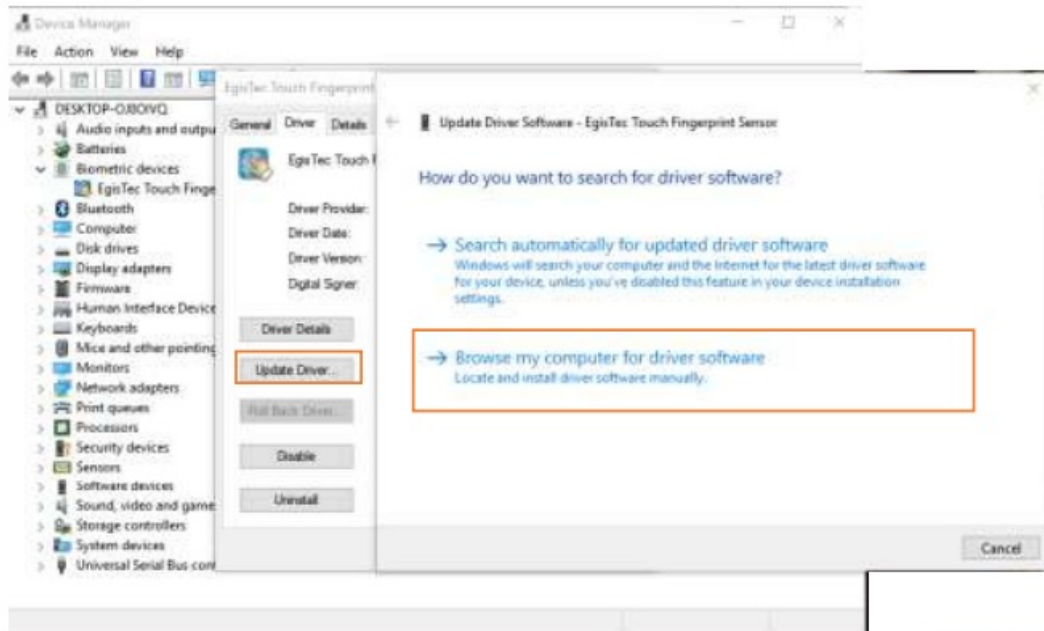 Device Manager
File Action View Help
DESKTOP-OJ8OIVQ
Audio inputs and outpu
Batteries
Biometric devices
EgisTec Touch Finge
Bluetooth
Computer
Disk drives
Display adapters
Firmware
Human Interface Device
Keyboards
Mice and other pointing
Monitors
Network adapters
Print queues
Processors
Security devices
Sensors
Software devices
Sound, video and game
Storage controllers
System devices
Universal Serial Bus con
EgisTec Touch Fingerprint
General Driver Details
EgisTec Touch F
Driver Provider:
Driver Date:
Driver Version:
Digital Signer:
Driver Details
Update Driver...
Roll Back Driver...
Disable
Uninstall
Update Driver Software - EgisTec Touch Fingerprint Sensor
How do you want to search for driver software?
→ Search automatically for updated driver software
Windows will search your computer and the Internet for the latest driver software
for your device, unless you've disabled this feature in your device installation
settings.
→ Browse my computer for driver software
Locate and install driver software manually.
Cancel